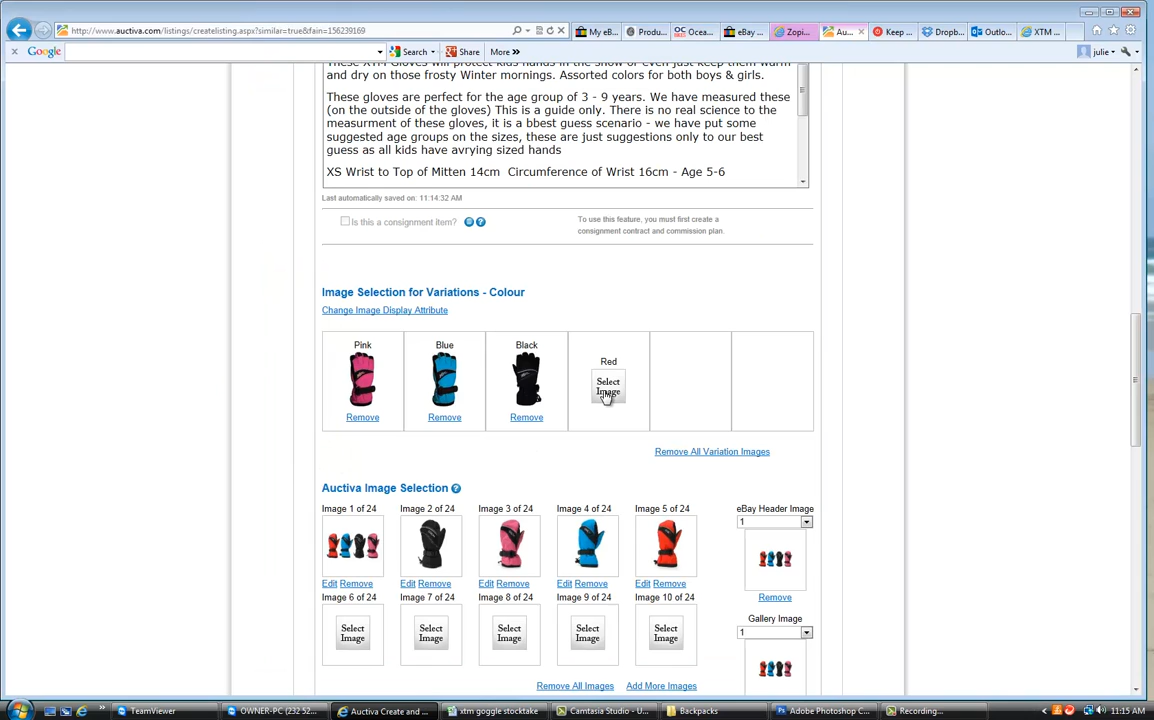 http://www.auctiva.com/listings/createlisting.aspx?similar=true&fain=156239169
My eB...
Produ...
Ocea...
eBay ...
Zopi...
Au...
Keep ...
Dropb...
Outlo...
XTM ...
Google
Search
Share
More »
julie
These XTM Gloves will protect kids hands in the snow or even just keep them warm
and dry on those frosty Winter mornings. Assorted colors for both boys & girls.
These gloves are perfect for the age group of 3 - 9 years. We have measured these
(on the outside of the gloves) This is a guide only. There is no real science to the
measurment of these gloves, it is a bbest guess scenario - we have put some
suggested age groups on the sizes, these are just suggestions only to our best
guess as all kids have avrying sized hands
XS Wrist to Top of Mitten 14cm  Circumference of Wrist 16cm - Age 5-6
Last automatically saved on: 11:14:32 AM
Is this a consignment item?
To use this feature, you must first create a
consignment contract and commission plan.
Image Selection for Variations - Colour
Change Image Display Attribute
Pink
Blue
Black
Red
Select
Image
Remove
Remove
Remove
Remove All Variation Images
Auctiva Image Selection
Image 1 of 24
Image 2 of 24
Image 3 of 24
Image 4 of 24
Image 5 of 24
eBay Header Image
1
Edit Remove
Edit Remove
Edit Remove
Edit Remove
Edit Remove
Remove
Image 6 of 24
Image 7 of 24
Image 8 of 24
Image 9 of 24
Image 10 of 24
Gallery Image
1
Select
Image
Select
Image
Select
Image
Select
Image
Select
Image
Remove All Images
Add More Images
TeamViewer
OWNER-PC (232 52...
Auctiva Create and ...
xtm goggle stocktake
Camtasia Studio - U...
Backpacks
Adobe Photoshop C...
Recording...
11:15 AM